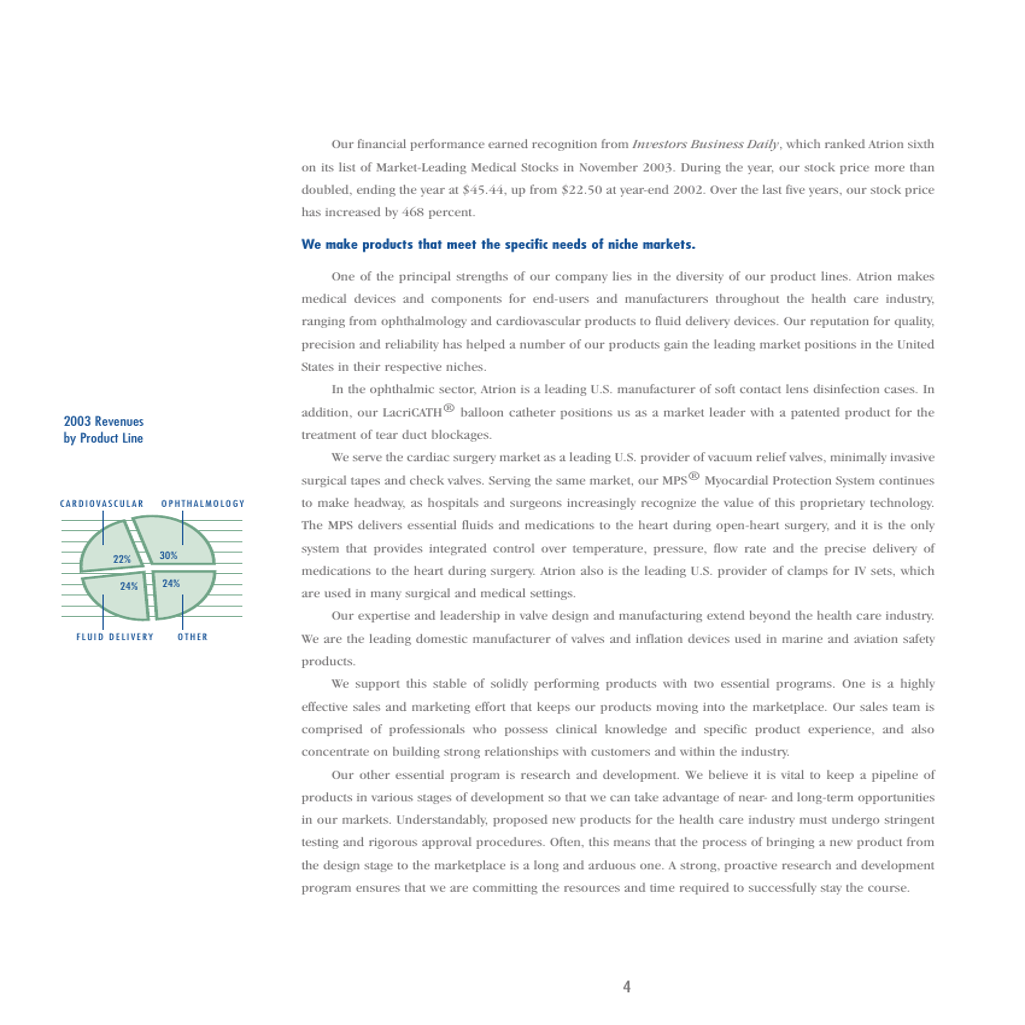 Our financial performance earned recognition from Investors Business Daily, which ranked Atrion sixth
on its list of Market-Leading Medical Stocks in November 2003. During the year, our stock price more than
doubled, ending the year at $45.44, up from $22.50 at year-end 2002. Over the last five years, our stock price
has increased by 468 percent.
We make products that meet the specific needs of niche markets.
One of the principal strengths of our company lies in the diversity of our product lines. Atrion makes
medical devices and components for end-users and manufacturers throughout the health care industry,
ranging from ophthalmology and cardiovascular products to fluid delivery devices. Our reputation for quality,
precision and reliability has helped a number of our products gain the leading market positions in the United
States in their respective niches.
In the ophthalmic sector, Atrion is a leading U.S. manufacturer of soft contact lens disinfection cases. In
addition, our LacriCATH® balloon catheter positions us as a market leader with a patented product for the
treatment of tear duct blockages.
We serve the cardiac surgery market as a leading U.S. provider of vacuum relief valves, minimally invasive
surgical tapes and check valves. Serving the same market, our MPS® Myocardial Protection System continues
to make headway, as hospitals and surgeons increasingly recognize the value of this proprietary technology.
The MPS delivers essential fluids and medications to the heart during open-heart surgery, and it is the only
system that provides integrated control over temperature, pressure, flow rate and the precise delivery of
medications to the heart during surgery. Atrion also is the leading U.S. provider of clamps for IV sets, which
are used in many surgical and medical settings.
Our expertise and leadership in valve design and manufacturing extend beyond the health care industry.
We are the leading domestic manufacturer of valves and inflation devices used in marine and aviation safety
products.
We support this stable of solidly performing products with two essential programs. One is a highly
effective sales and marketing effort that keeps our products moving into the marketplace. Our sales team is
comprised of professionals who possess clinical knowledge and specific product experience, and also
concentrate on building strong relationships with customers and within the industry.
Our other essential program is research and development. We believe it is vital to keep a pipeline of
products in various stages of development so that we can take advantage of near- and long-term opportunities
in our markets. Understandably, proposed new products for the health care industry must undergo stringent
testing and rigorous approval procedures. Often, this means that the process of bringing a new product from
the design stage to the marketplace is a long and arduous one. A strong, proactive research and development
program ensures that we are committing the resources and time required to successfully stay the course.
2003 Revenues
by Product Line
CARDIOVASCULAR OPHTHALMOLOGY
22% 30%
24% 24%
FLUID DELIVERY OTHER
4